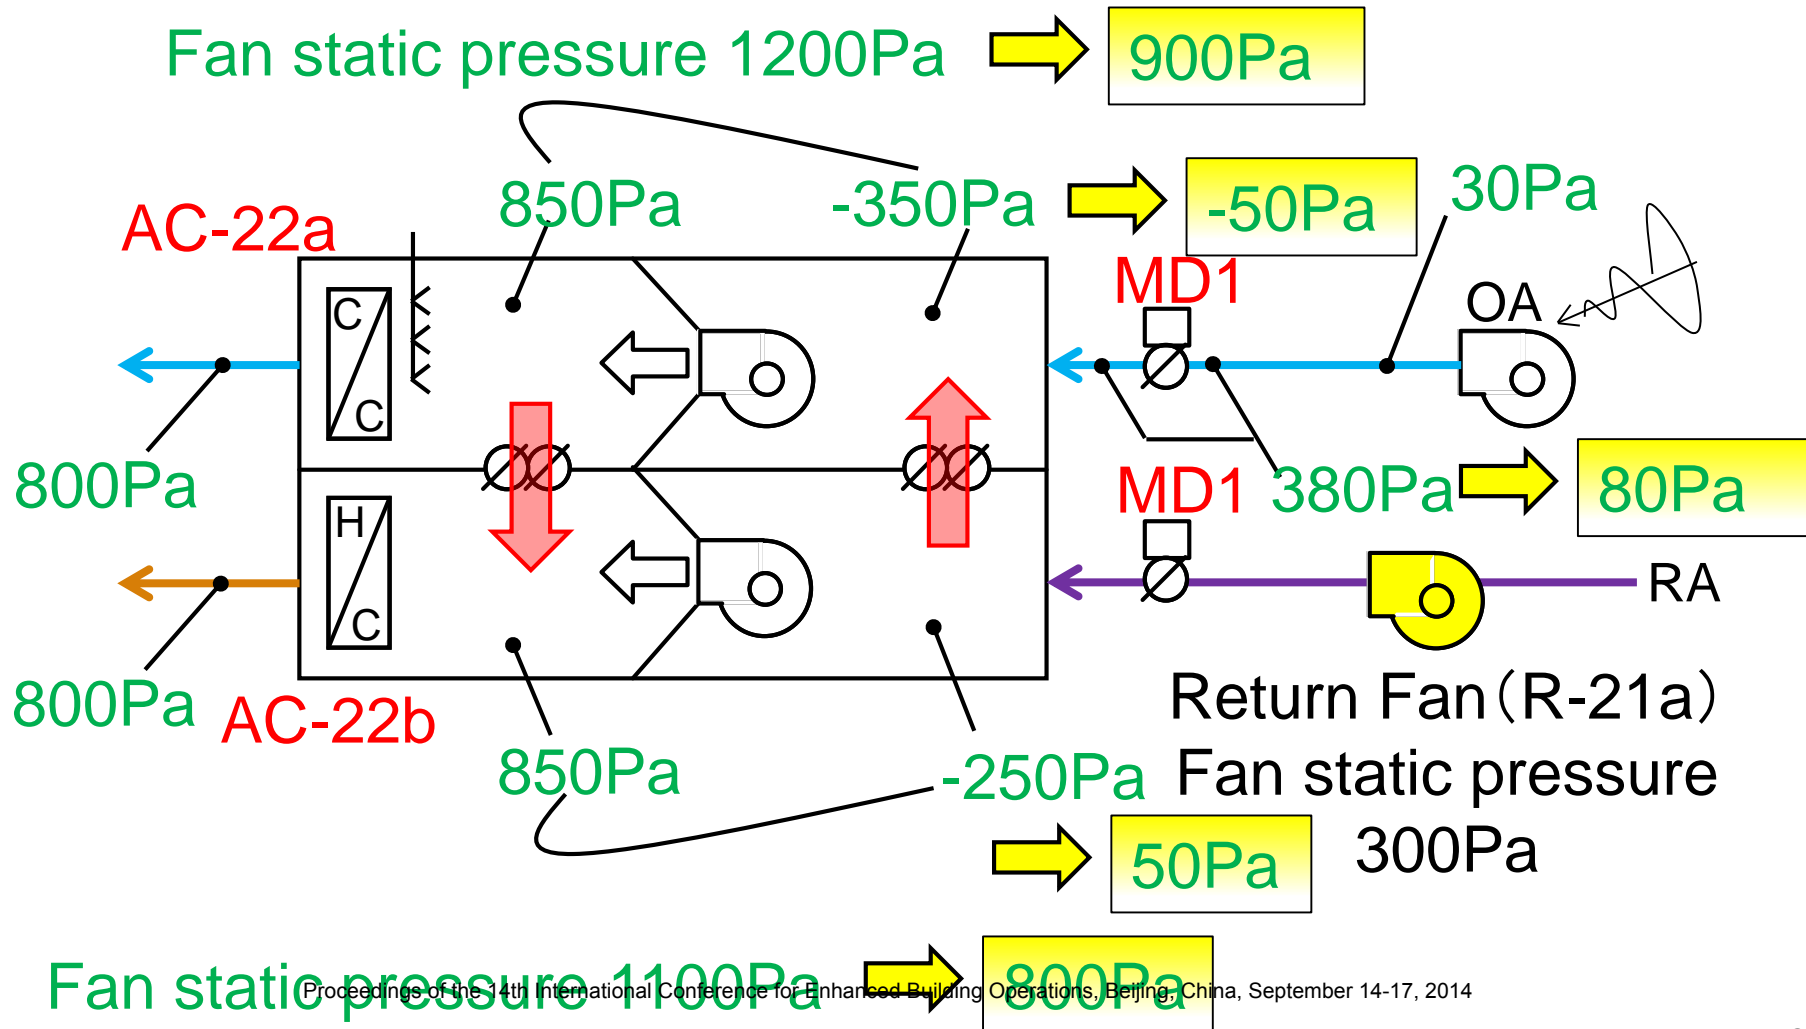 Fan static pressure 1200Pa
900Pa
850Pa
-350Pa
-50Pa
30Pa
AC-22a
MD1
OA
C
C
800Pa
MD1
380Pa
80Pa
H
C
RA
800Pa
AC-22b
Return Fan（R-21a）
850Pa
-250Pa
Fan static pressure
300Pa
50Pa
Fan static pressure 1100Pa
800Pa
Proceedings of the 14th International Conference for Enhanced Building Operations, Beijing, China, September 14-17, 2014